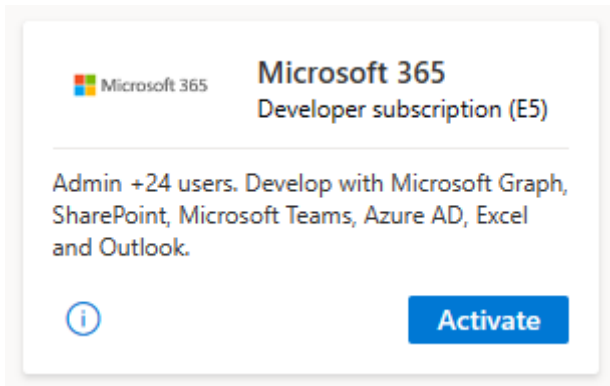 Microsoft 365
Microsoft 365
Developer subscription (E5)
Admin +24 users. Develop with Microsoft Graph,
SharePoint, Microsoft Teams, Azure AD, Excel
and Outlook.
Activate